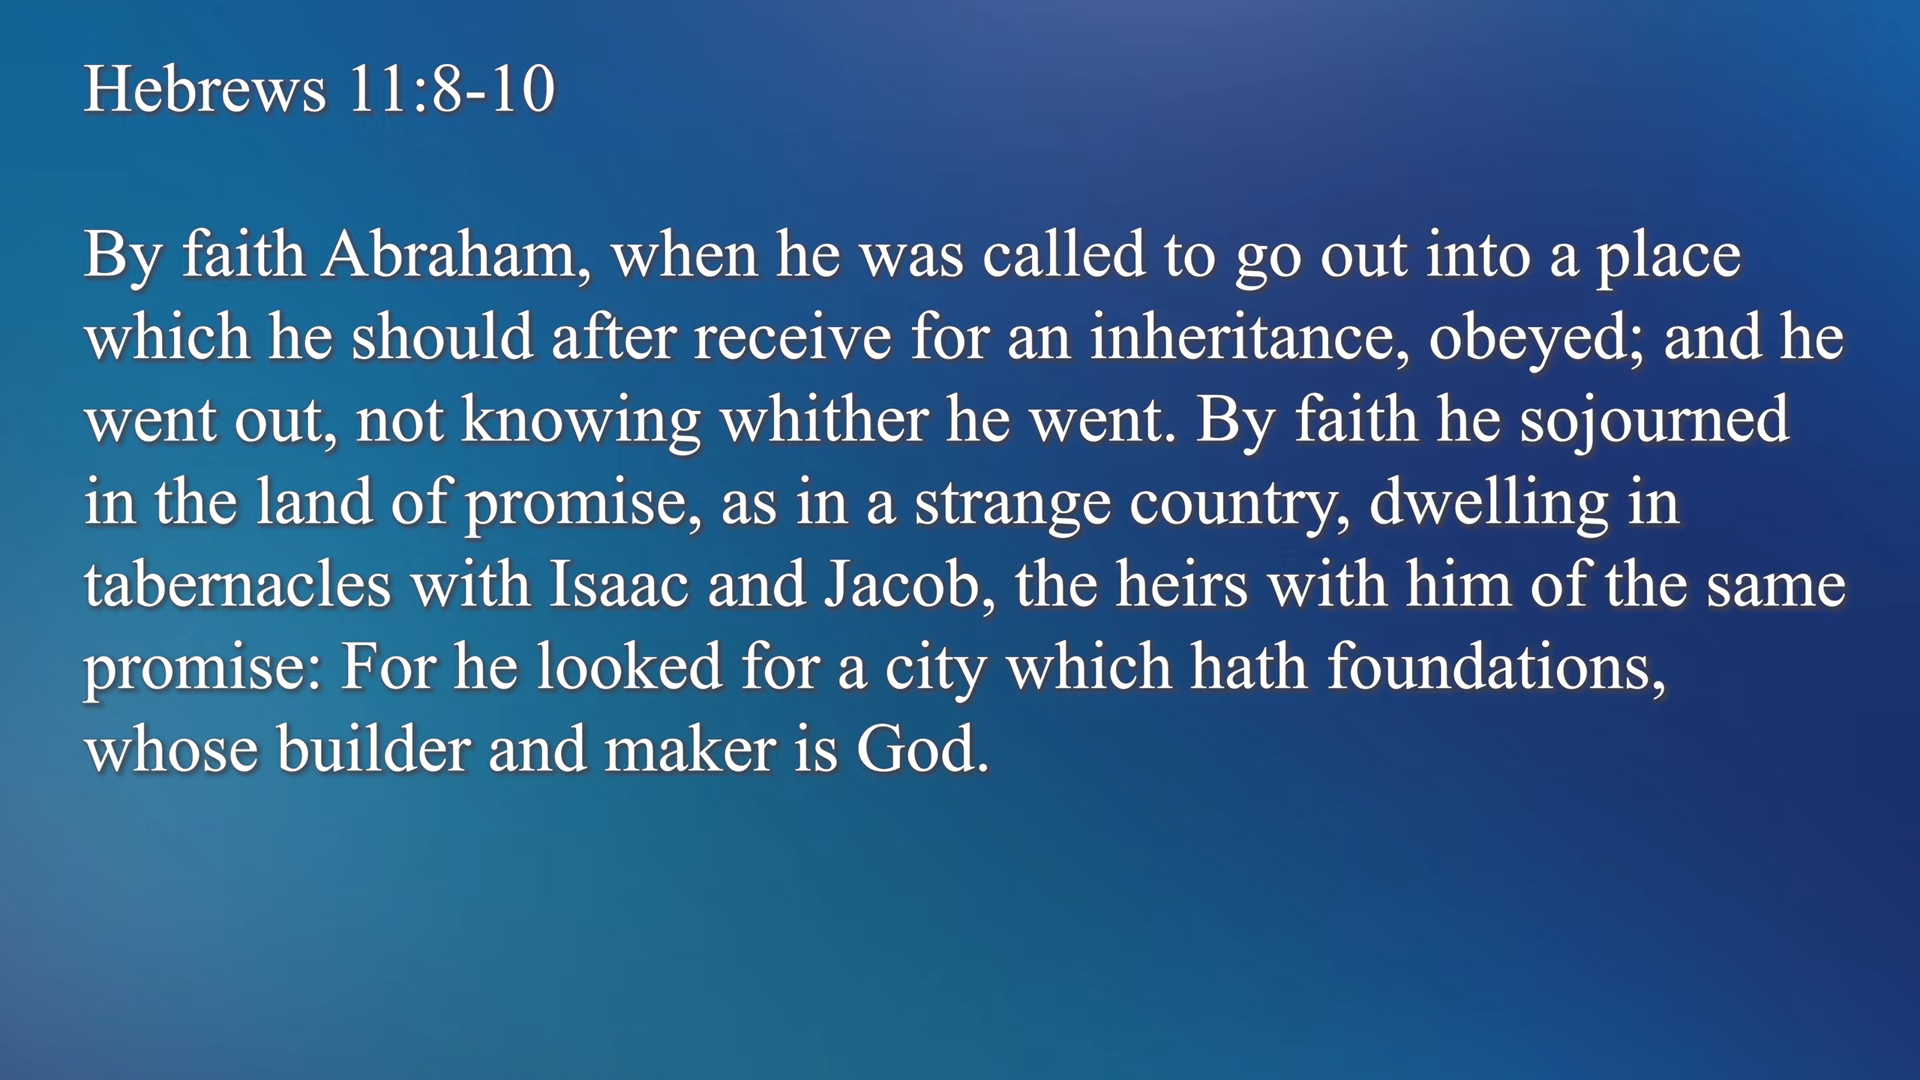 Hebrews 11:8-10
By faith Abraham, when he was called to go out into a place
which he should after receive for an inheritance, obeyed; and he
went out, not knowing whither he went. By faith he sojourned
in the land of promise, as in a strange country, dwelling in
tabernacles with Isaac and Jacob, the heirs with him of the same
promise: For he looked for a city which hath foundations,
whose builder and maker is God.